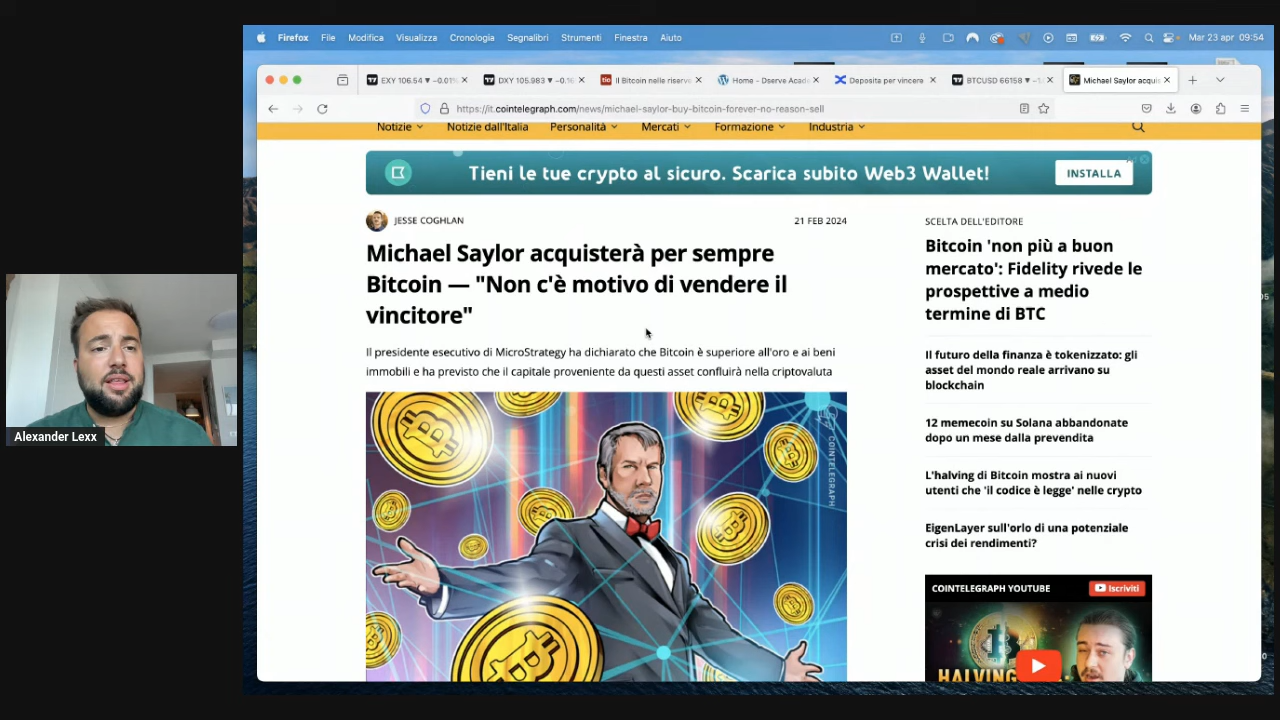 Firefox File Modifica Visualizza Cronologia Segnalibri Strumenti Finestra Aiuto
Mar 23 apr 09:54
EXY 106.54 ▼ −0.01%
DXY 105.983 ▼ −0.16
Il Bitcoin nelle riserve
Home - Dserve Acade
Deposita per vincere
BTCUSD 66158 ▼
Michael Saylor acquis
https://it.cointelegraph.com/news/michael-saylor-buy-bitcoin-forever-no-reason-sell
Notizie Notizie dall'Italia Personalità Mercati Formazione Industria
Tieni le tue crypto al sicuro. Scarica subito Web3 Wallet!
INSTALLA
JESSE COGHLAN
21 FEB 2024
Michael Saylor acquisterà per sempre
Bitcoin — "Non c'è motivo di vendere il
vincitore"
Il presidente esecutivo di MicroStrategy ha dichiarato che Bitcoin è superiore all'oro e ai beni
immobili e ha previsto che il capitale proveniente da questi asset confluirà nella criptovaluta
COINTELEGRAPH
SCELTA DELL'EDITORE
Bitcoin 'non più a buon
mercato': Fidelity rivede le
prospettive a medio
termine di BTC
Il futuro della finanza è tokenizzato: gli
asset del mondo reale arrivano su
blockchain
12 memecoin su Solana abbandonate
dopo un mese dalla prevendita
L'halving di Bitcoin mostra ai nuovi
utenti che 'il codice è legge' nelle crypto
EigenLayer sull'orlo di una potenziale
crisi dei rendimenti?
COINTELEGRAPH YOUTUBE
Iscriviti
HALVING
Alexander Lexx